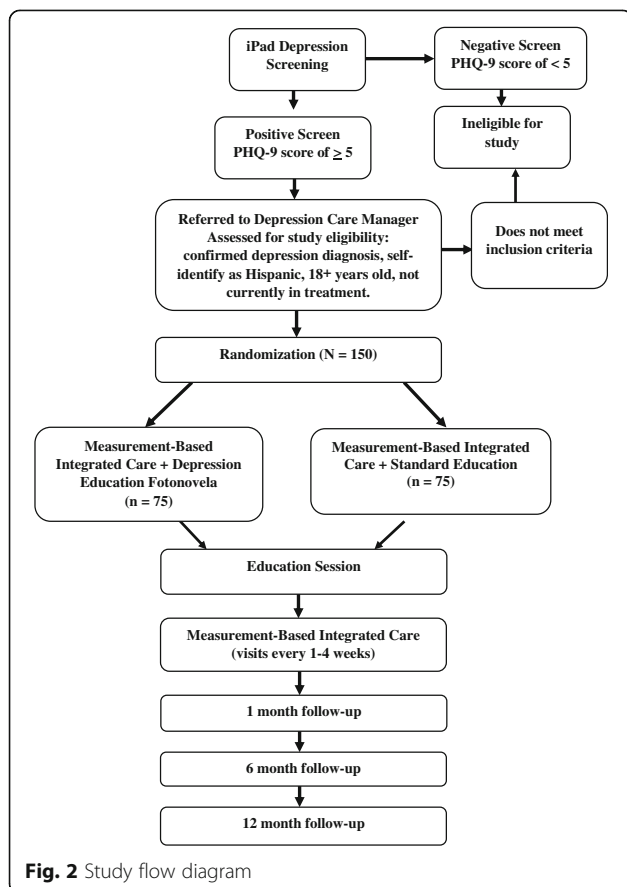 iPad Depression
Screening
Negative Screen
PHQ-9 score of < 5
Positive Screen
PHQ-9 score of ≥ 5
Ineligible for
study
Referred to Depression Care Manager
Assessed for study eligibility:
confirmed depression diagnosis, self-
identify as Hispanic, 18+ years old, not
currently in treatment.
Does not meet
inclusion criteria
Randomization (N = 150)
Measurement-Based
Integrated Care + Depression
Education Fotonovela
(n = 75)
Measurement-Based Integrated
Care + Standard Education
(n = 75)
Education Session
Measurement-Based Integrated Care
(visits every 1-4 weeks)
1 month follow-up
6 month follow-up
12 month follow-up
Fig. 2 Study flow diagram